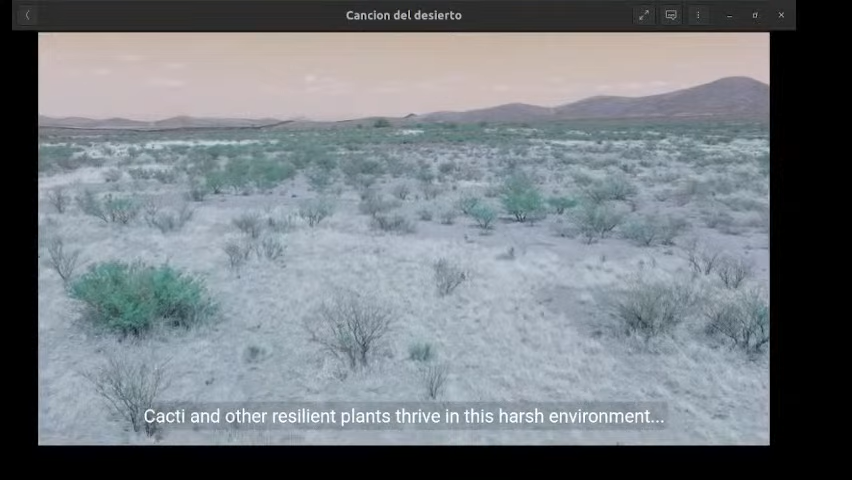 Cancion del desierto
Cacti and other resilient plants thrive in this harsh environment...